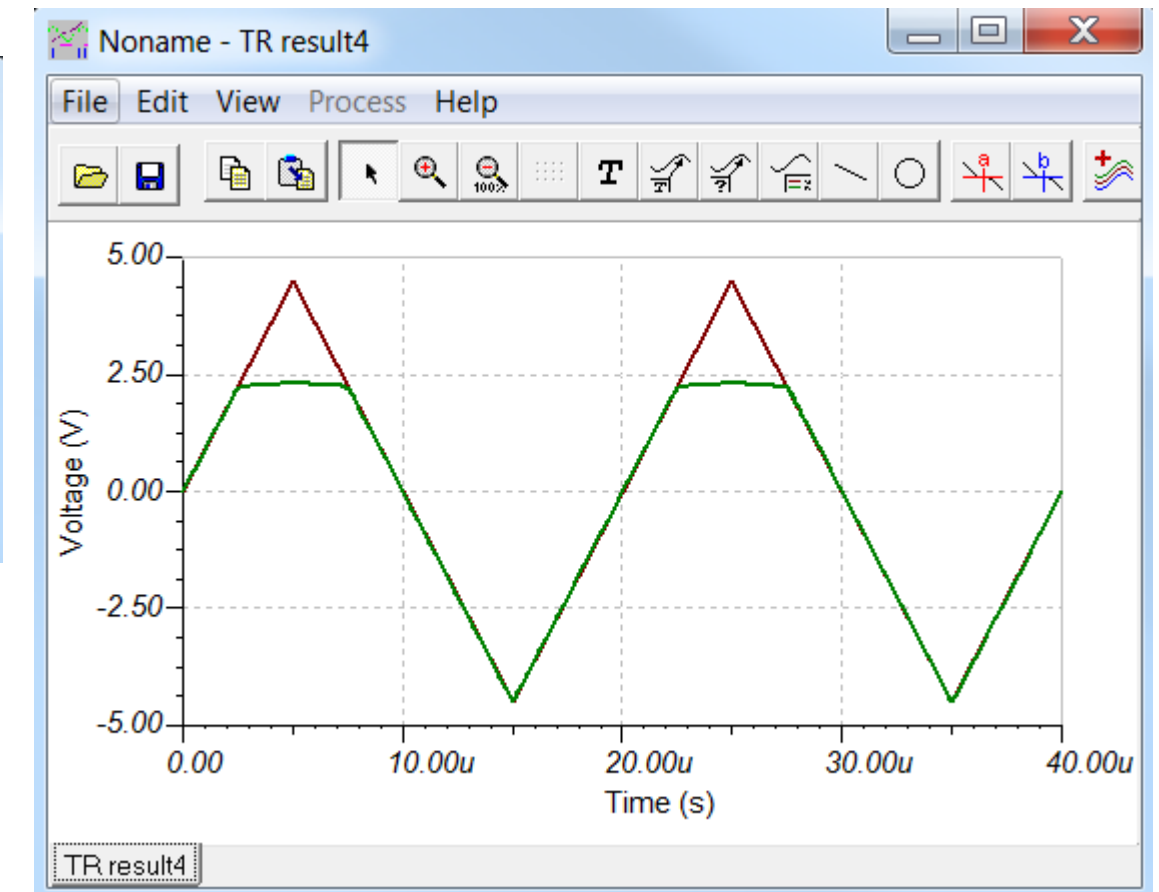 Noname - TR result4
File Edit View Process Help
100%
T
T
?
a
b
5.00
2.50
0.00
-2.50
-5.00
Voltage (V)
0.00 10.00u 20.00u 30.00u 40.00u
Time (s)
TR result4